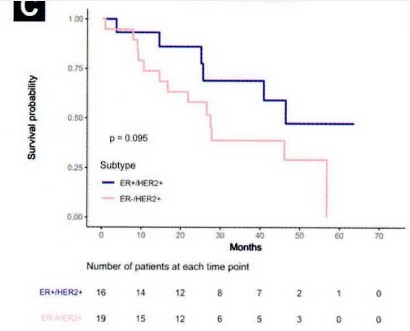 C
Survival probability
1.00
0.75
0.50
0.25
0.00
p = 0.095
Subtype
ER+/HER2+
ER-/HER2+
0 10 20 30 40 50 60 70
Months
Number of patients at each time point
ER+/HER2+ 16 14 12 8 7 2 1 0
ER-/HER2+ 19 15 12 6 5 3 0 0